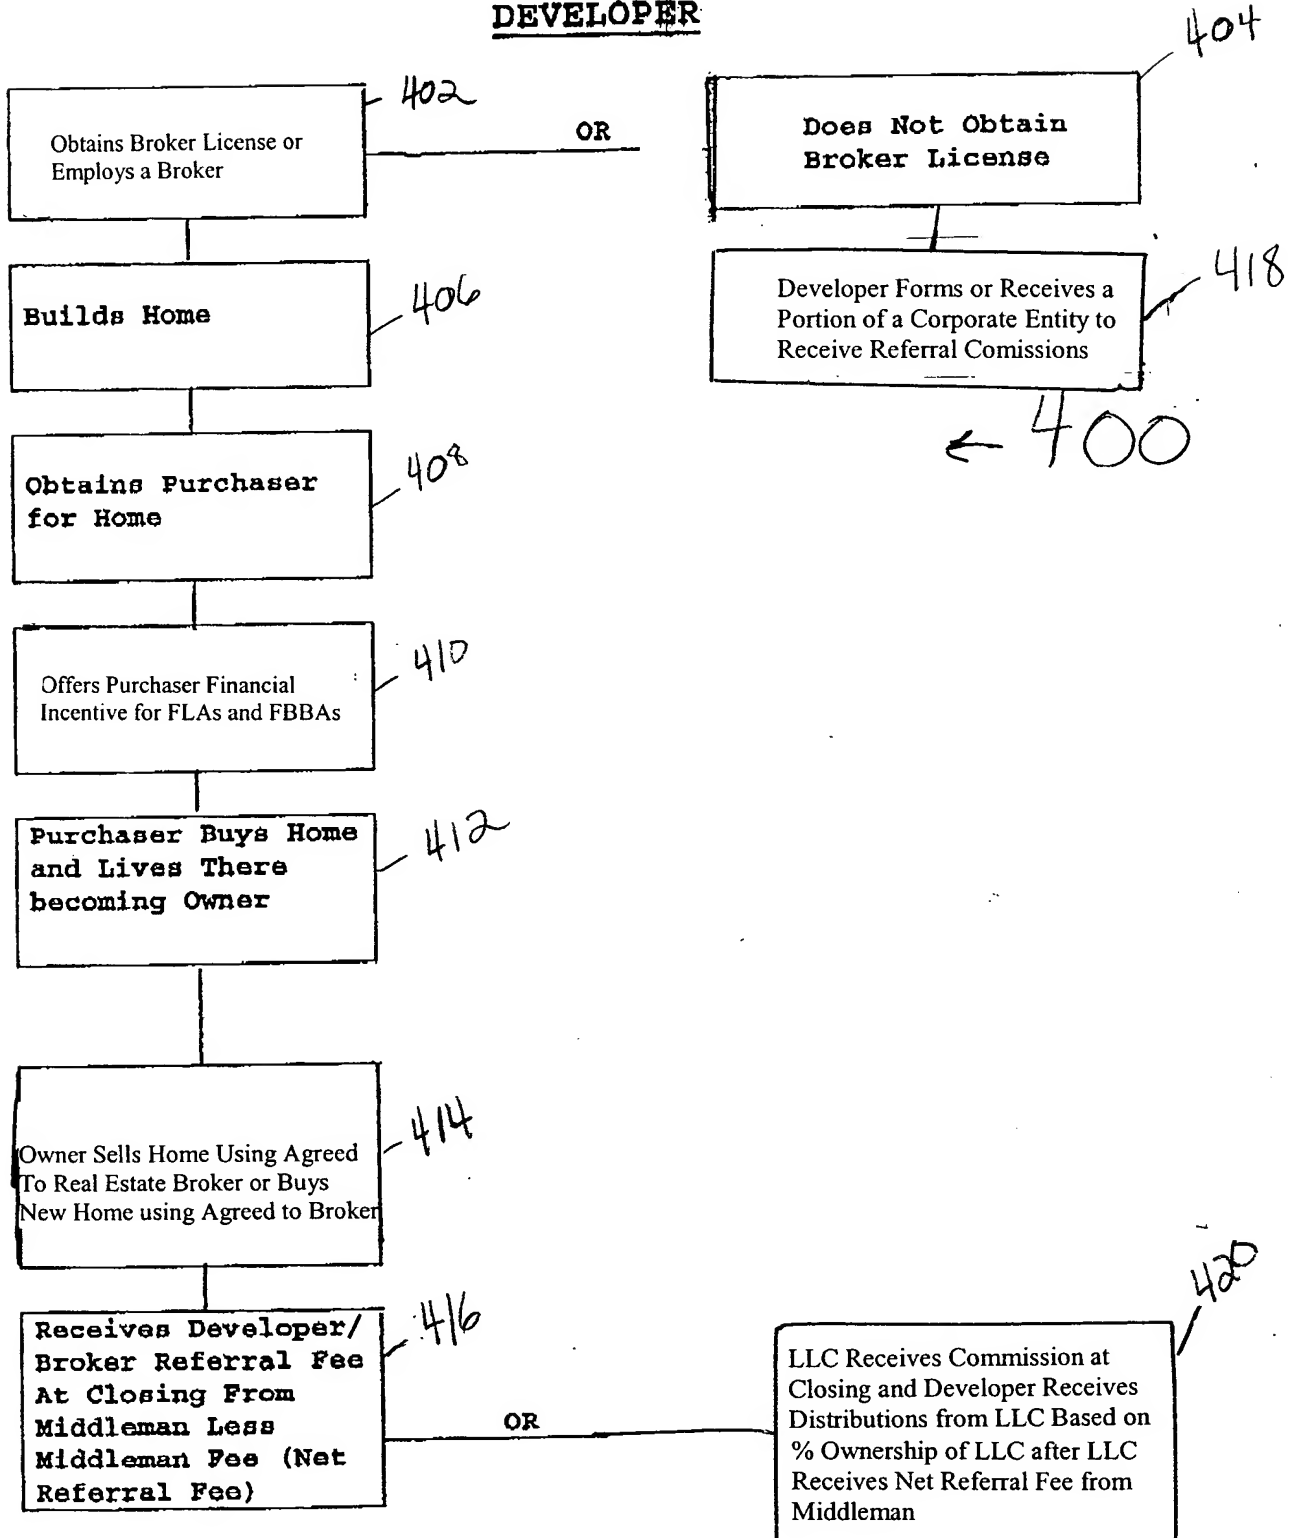 DEVELOPER
404
402
Obtains Broker License or
Employs a Broker
OR
Does Not Obtain
Broker License
406
Builds Home
418
Developer Forms or Receives a
Portion of a Corporate Entity to
Receive Referral Comissions
← 400
408
Obtains Purchaser
for Home
410
Offers Purchaser Financial
Incentive for FLAs and FBBAs
412
Purchaser Buys Home
and Lives There
becoming Owner
414
Owner Sells Home Using Agreed
To Real Estate Broker or Buys
New Home using Agreed to Broker
416
Receives Developer/
Broker Referral Fee
At Closing From
Middleman Less
Middleman Fee (Net
Referral Fee)
OR
420
LLC Receives Commission at
Closing and Developer Receives
Distributions from LLC Based on
% Ownership of LLC after LLC
Receives Net Referral Fee from
Middleman